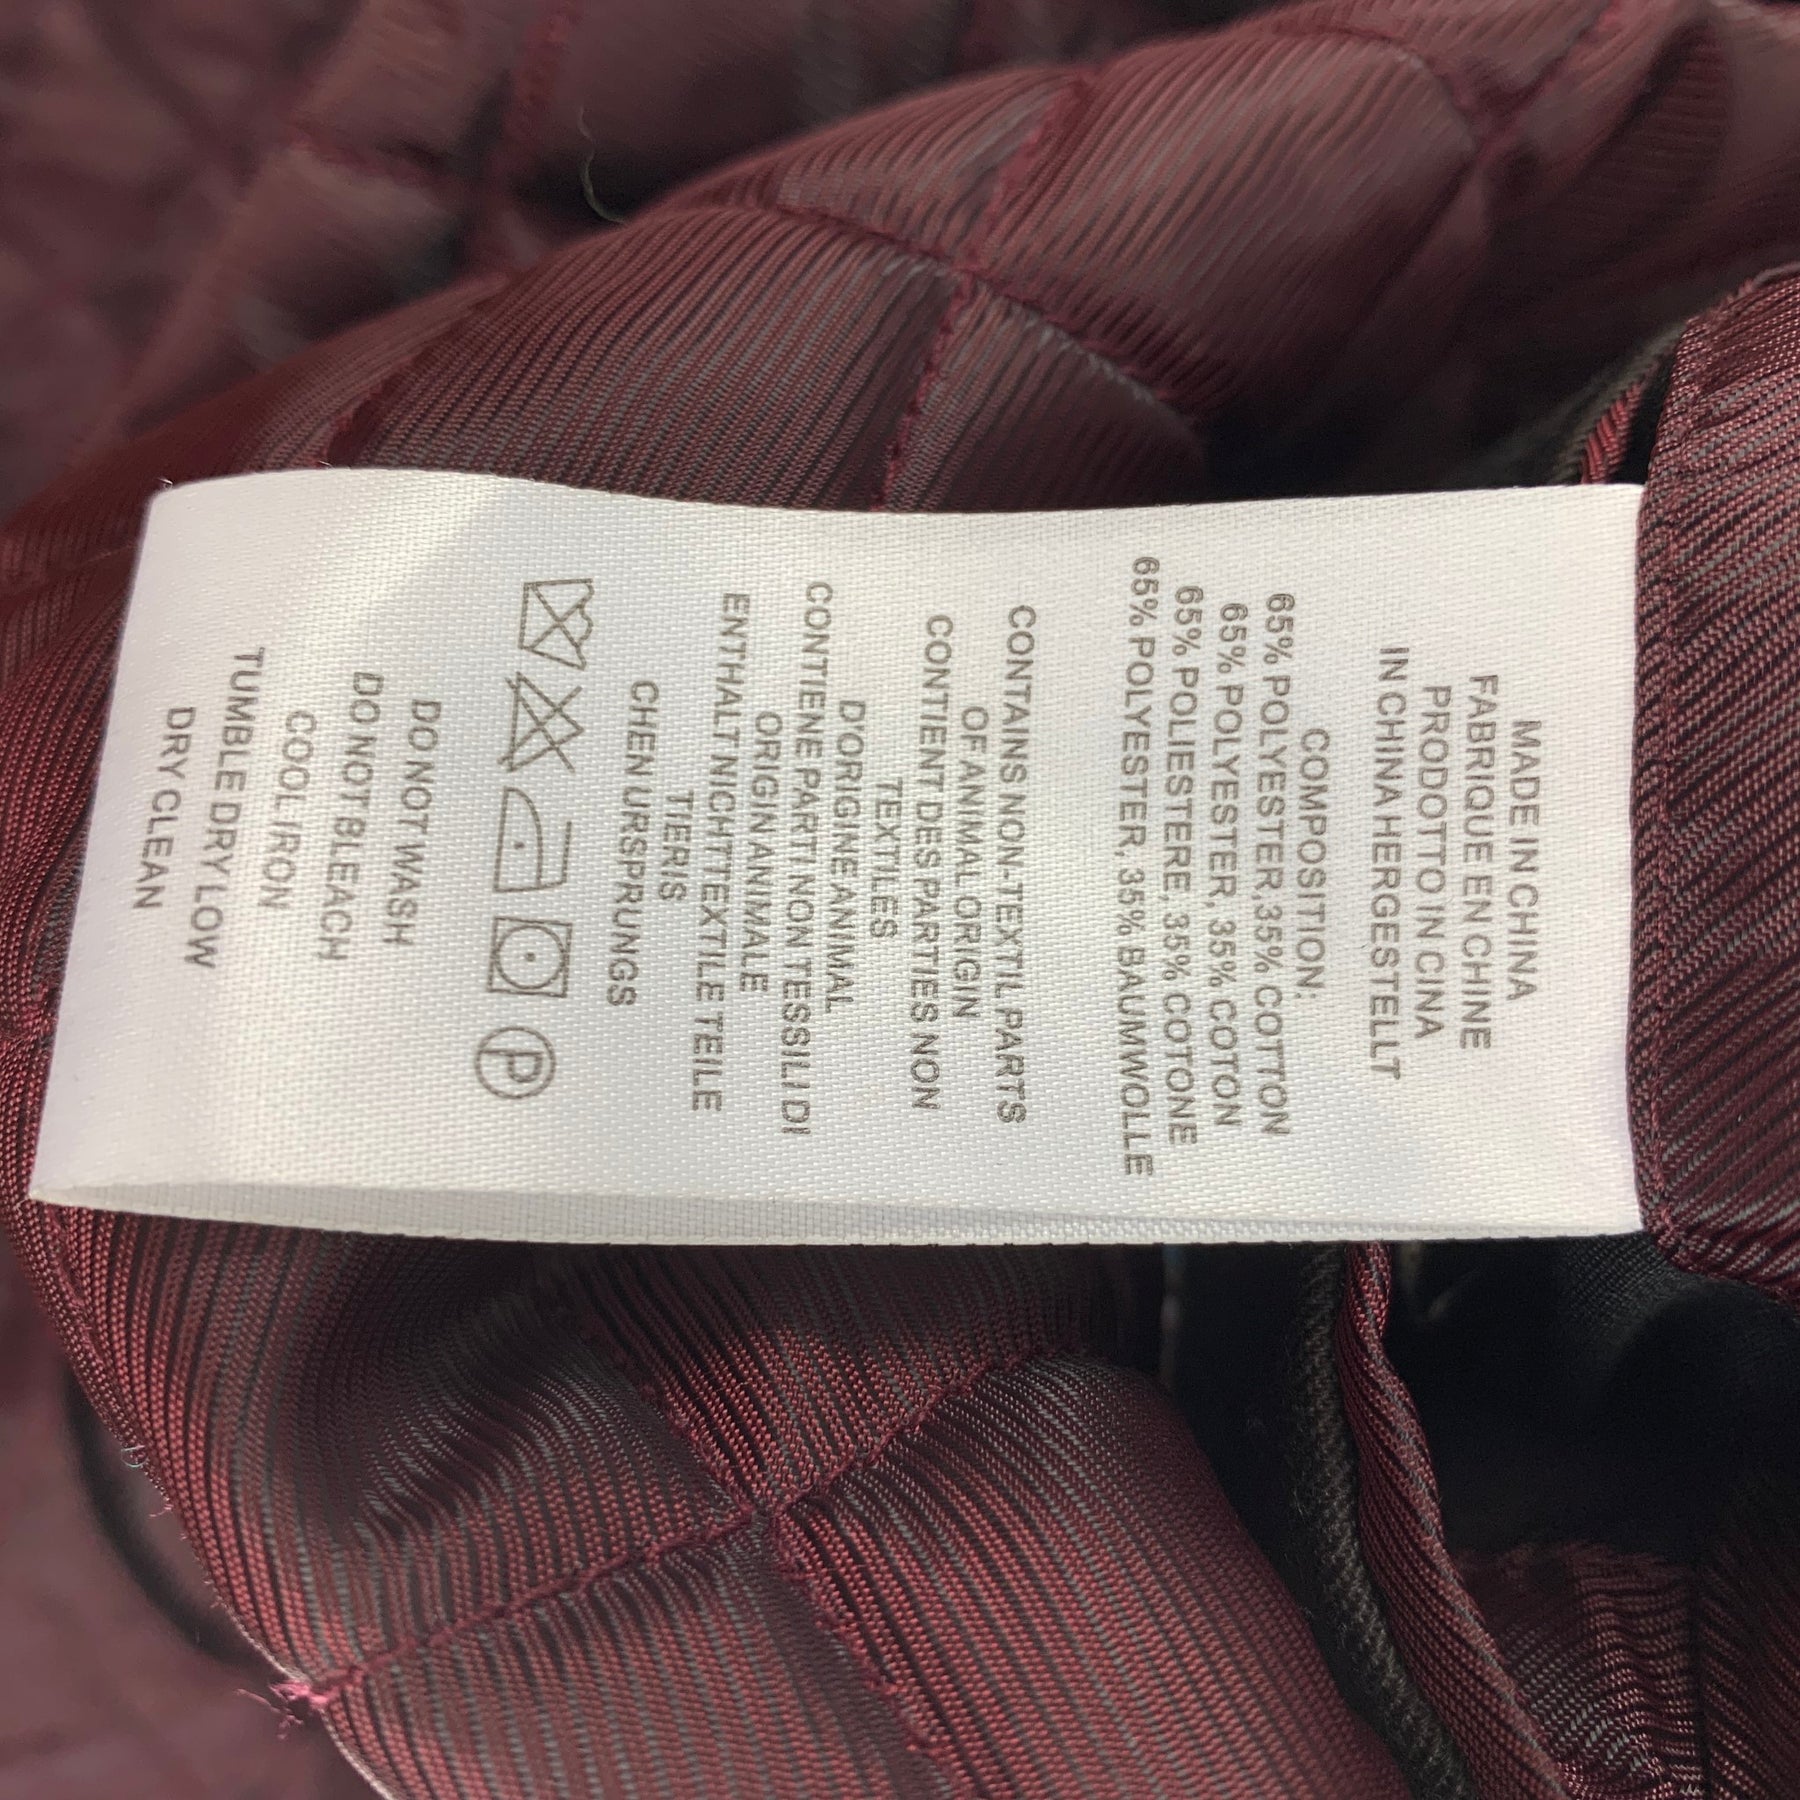 MADE IN CHINA
FABRIQUE EN CHINE
PRODOTTO IN CINA
IN CHINA HERGESTELLT
COMPOSITION:
65% POLYESTER,35% COTTON
65% POLYESTER, 35% COTON
65% POLIESTERE, 35% COTONE
65% POLYESTER, 35% BAUMWOLLE
CONTAINS NON-TEXTIL PARTS
OF ANIMAL ORIGIN
CONTIENT DES PARTIES NON
TEXTILES
D'ORIGINE ANIMAL
CONTIENE PARTI NON TESSILI DI
ORIGIN ANIMALE
ENTHALT NICHTTEXTILE TEILE
TIERIS
CHEN URSPRUNGS
P
DO NOT WASH
DO NOT BLEACH
COOL IRON
TUMBLE DRY LOW
DRY CLEAN